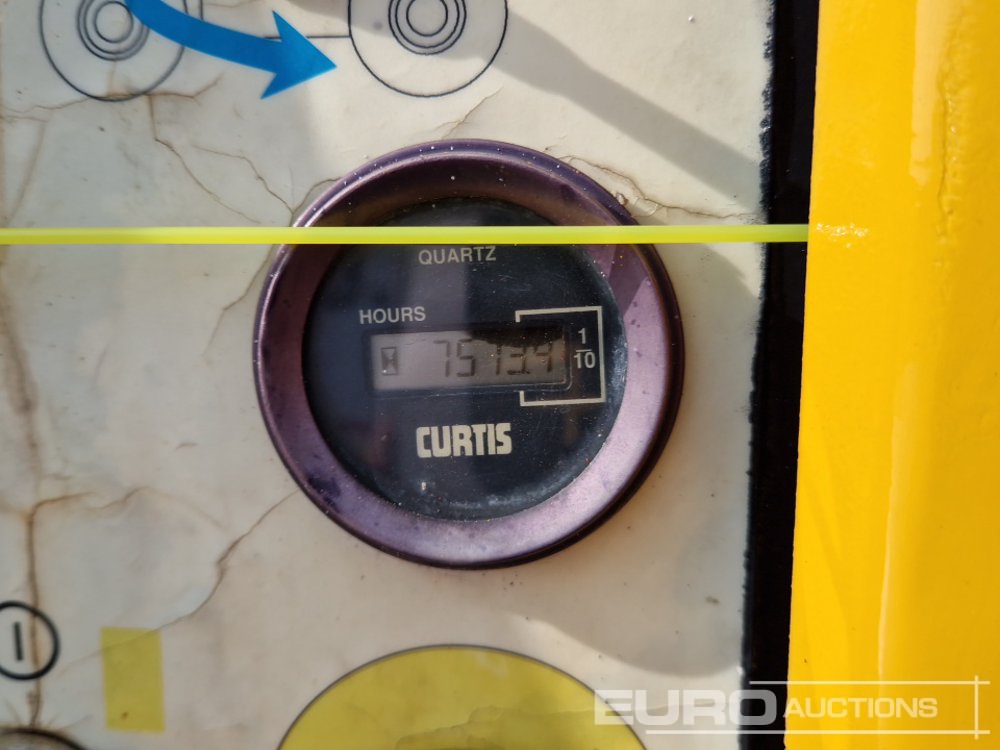 QUARTZ
HOURS
7573.4
1
10
CURTIS
EURO AUCTIONS